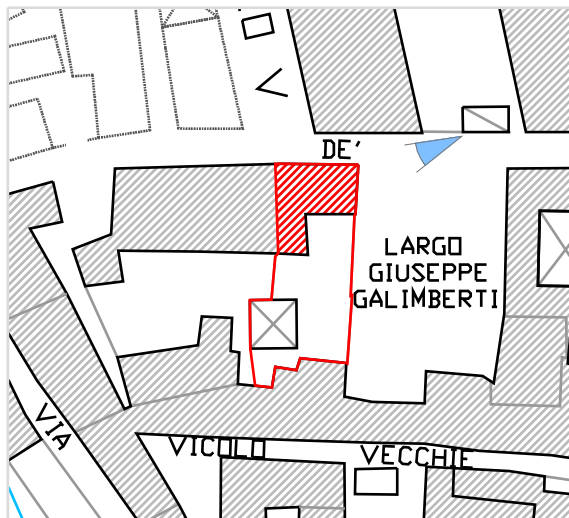 DE'
LARGO
GIUSEPPE
GALIMBERTI
VIA
VICOLO
VECCHIE